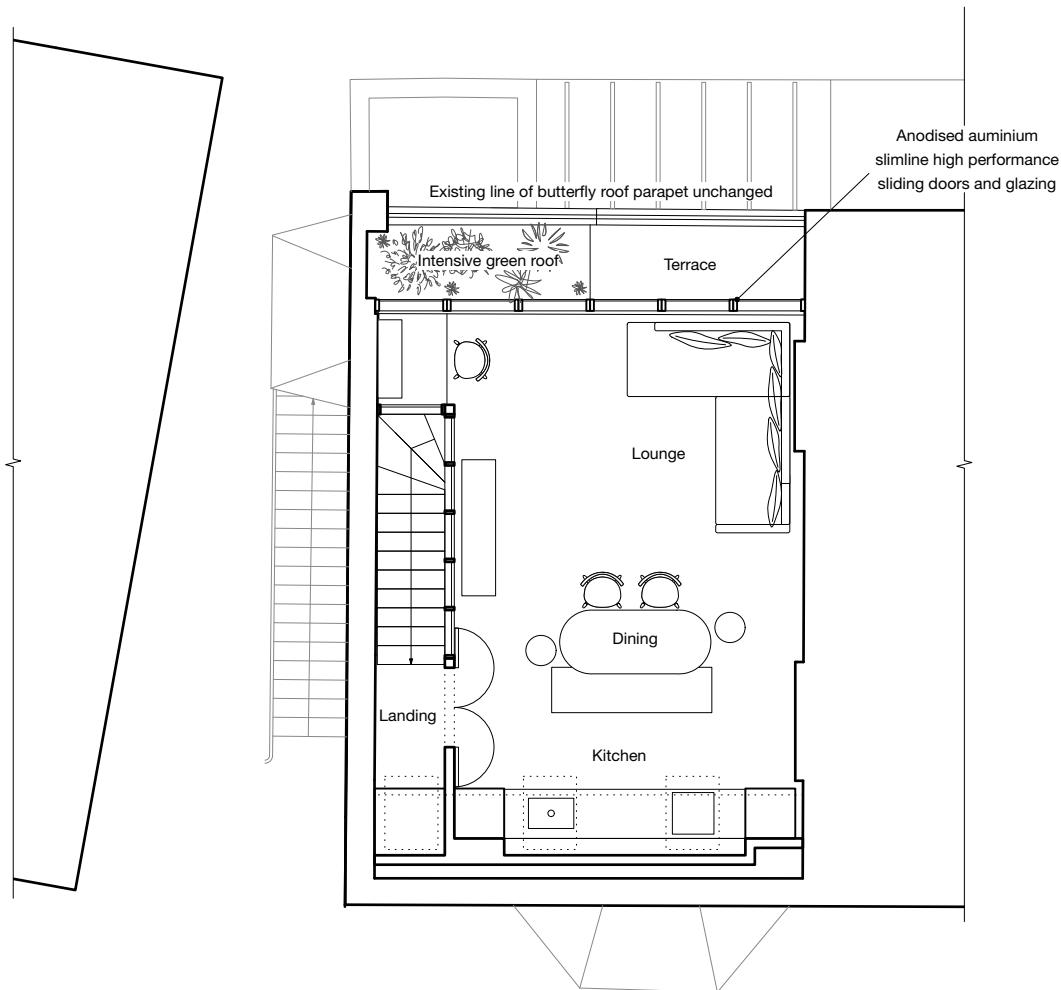 Anodised auminium
slimline high performance
sliding doors and glazing
Existing line of butterfly roof parapet unchanged
Intensive green roof
Terrace
Lounge
Dining
Landing
Kitchen